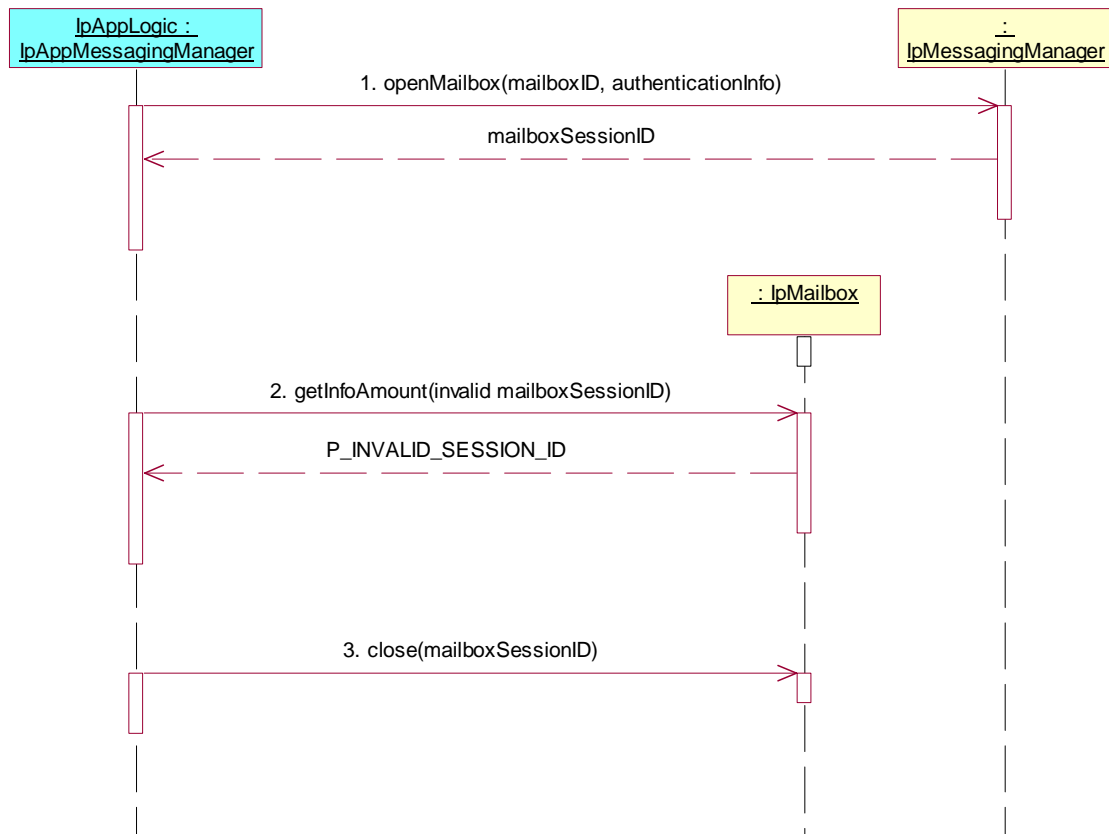 IpAppLogic :
IpAppMessagingManager
:
IpMessagingManager
1. openMailbox(mailboxID, authenticationInfo)
mailboxSessionID
: IpMailbox
2. getInfoAmount(invalid mailboxSessionID)
P_INVALID_SESSION_ID
3. close(mailboxSessionID)